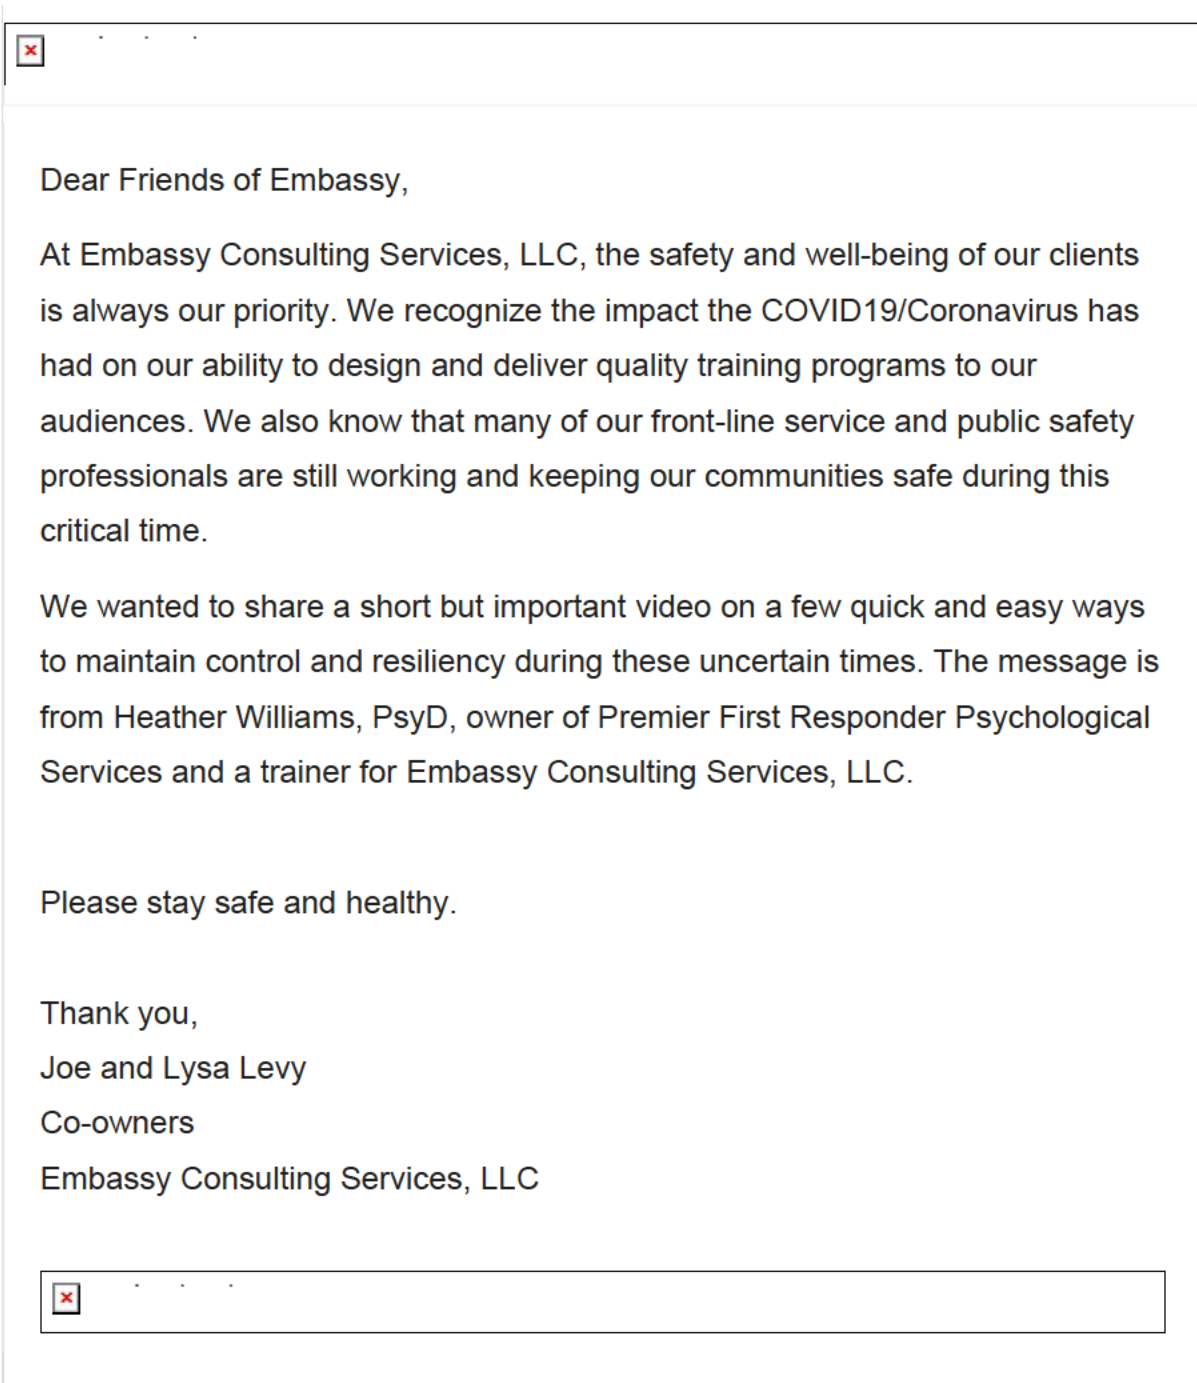 Dear Friends of Embassy,
At Embassy Consulting Services, LLC, the safety and well-being of our clients
is always our priority. We recognize the impact the COVID19/Coronavirus has
had on our ability to design and deliver quality training programs to our
audiences. We also know that many of our front-line service and public safety
professionals are still working and keeping our communities safe during this
critical time.
We wanted to share a short but important video on a few quick and easy ways
to maintain control and resiliency during these uncertain times. The message is
from Heather Williams, PsyD, owner of Premier First Responder Psychological
Services and a trainer for Embassy Consulting Services, LLC.
Please stay safe and healthy.
Thank you,
Joe and Lysa Levy
Co-owners
Embassy Consulting Services, LLC